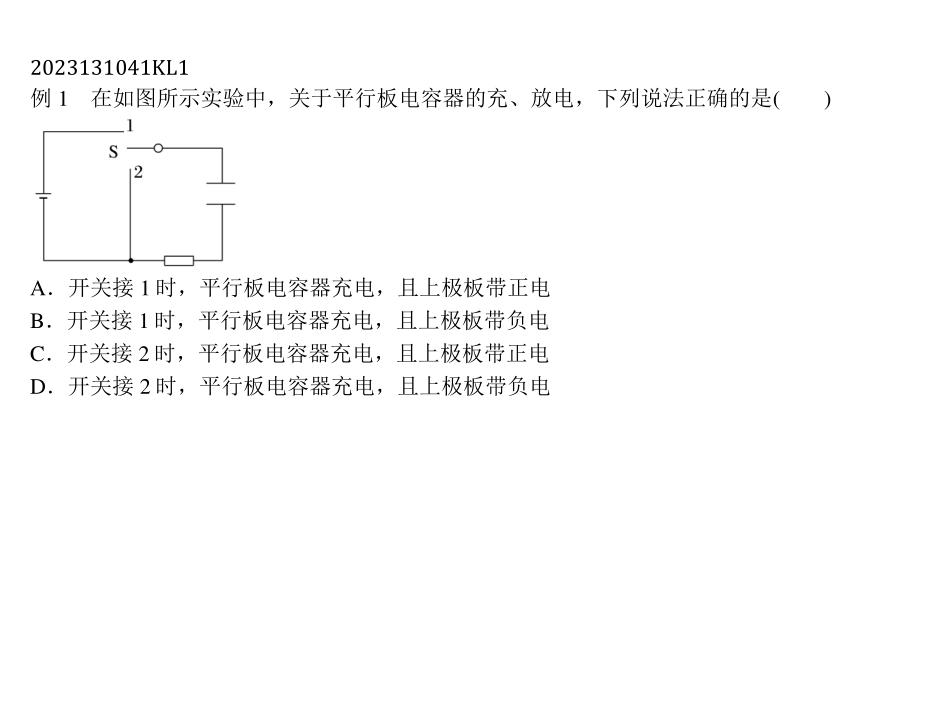 2023131041KL1
例 1　在如图所示实验中，关于平行板电容器的充、放电，下列说法正确的是(　　)
1
S
2
A．开关接 1 时，平行板电容器充电，且上极板带正电
B．开关接 1 时，平行板电容器充电，且上极板带负电
C．开关接 2 时，平行板电容器充电，且上极板带正电
D．开关接 2 时，平行板电容器充电，且上极板带负电